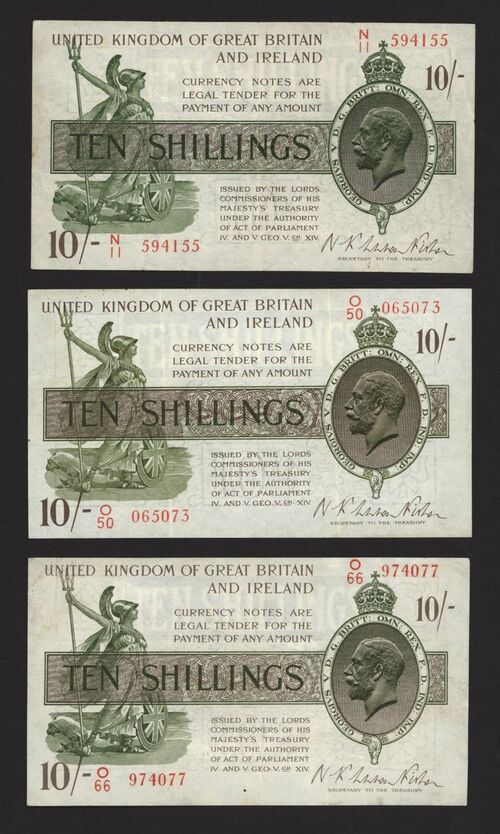 UNITED KINGDOM OF GREAT BRITAIN
AND IRELAND
N
11 594155
10/-
CURRENCY NOTES ARE
LEGAL TENDER FOR THE
PAYMENT OF ANY AMOUNT
GEORGIUS V D. G. BRITT: OMN: REX F. D. IND: IMP:
TEN SHILLINGS
ISSUED BY THE LORDS
COMMISSIONERS OF HIS
MAJESTY'S TREASURY
UNDER THE AUTHORITY
OF ACT OF PARLIAMENT
IV. AND V. GEO. V. CH. XIV.
10/- N
11 594155
SECRETARY TO THE TREASURY
UNITED KINGDOM OF GREAT BRITAIN
AND IRELAND
O
50 065073
10/-
CURRENCY NOTES ARE
LEGAL TENDER FOR THE
PAYMENT OF ANY AMOUNT
GEORGIUS V D. G. BRITT: OMN: REX F. D. IND: IMP:
TEN SHILLINGS
ISSUED BY THE LORDS
COMMISSIONERS OF HIS
MAJESTY'S TREASURY
UNDER THE AUTHORITY
OF ACT OF PARLIAMENT
IV. AND V. GEO. V. CH. XIV.
10/- O
50 065073
SECRETARY TO THE TREASURY
UNITED KINGDOM OF GREAT BRITAIN
AND IRELAND
O
66 974077
10/-
CURRENCY NOTES ARE
LEGAL TENDER FOR THE
PAYMENT OF ANY AMOUNT
GEORGIUS V D. G. BRITT: OMN: REX F. D. IND: IMP:
TEN SHILLINGS
ISSUED BY THE LORDS
COMMISSIONERS OF HIS
MAJESTY'S TREASURY
UNDER THE AUTHORITY
OF ACT OF PARLIAMENT
IV. AND V. GEO. V. CH. XIV.
10/- O
66 974077
SECRETARY TO THE TREASURY